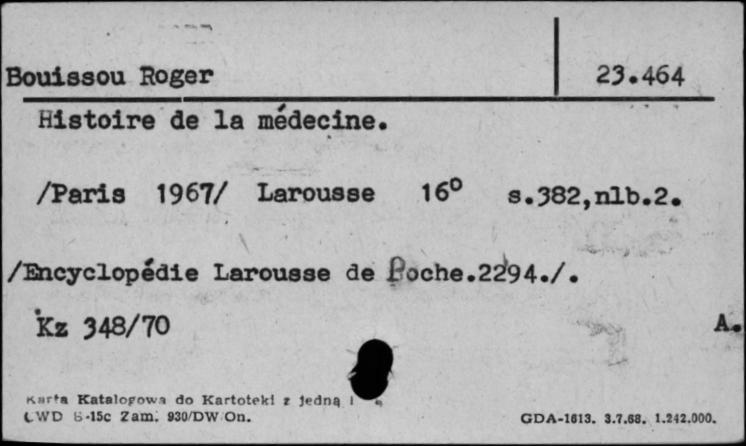 Bouissou Roger 23.464
Histoire de la médecine.
/Paris 1967/ Larousse 16° s.382,nlb.2.
/Encyclopédie Larousse de Poche.2294./.
Kz 348/70 A.
Karta Katalogowa do Kartoteki z jedną
CWD S-15c Zam. 930/DW/On. GDA-1613. 3.7.68. 1.242.000.